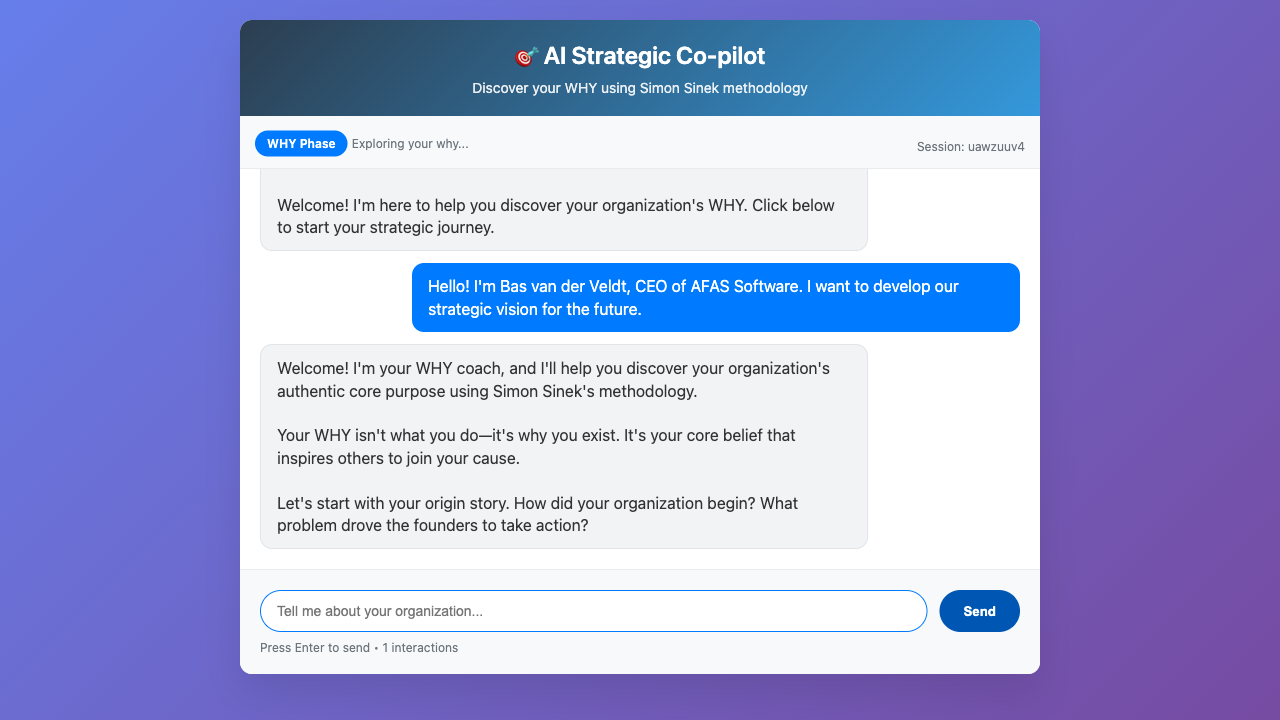 🎯 AI Strategic Co-pilot
Discover your WHY using Simon Sinek methodology
WHY Phase Exploring your why...
Session: uawzuuv4
Welcome! I'm here to help you discover your organization's WHY. Click below
to start your strategic journey.
Hello! I'm Bas van der Veldt, CEO of AFAS Software. I want to develop our
strategic vision for the future.
Welcome! I'm your WHY coach, and I'll help you discover your organization's
authentic core purpose using Simon Sinek's methodology.
Your WHY isn't what you do—it's why you exist. It's your core belief that
inspires others to join your cause.
Let's start with your origin story. How did your organization begin? What
problem drove the founders to take action?
Tell me about your organization...
Send
Press Enter to send • 1 interactions